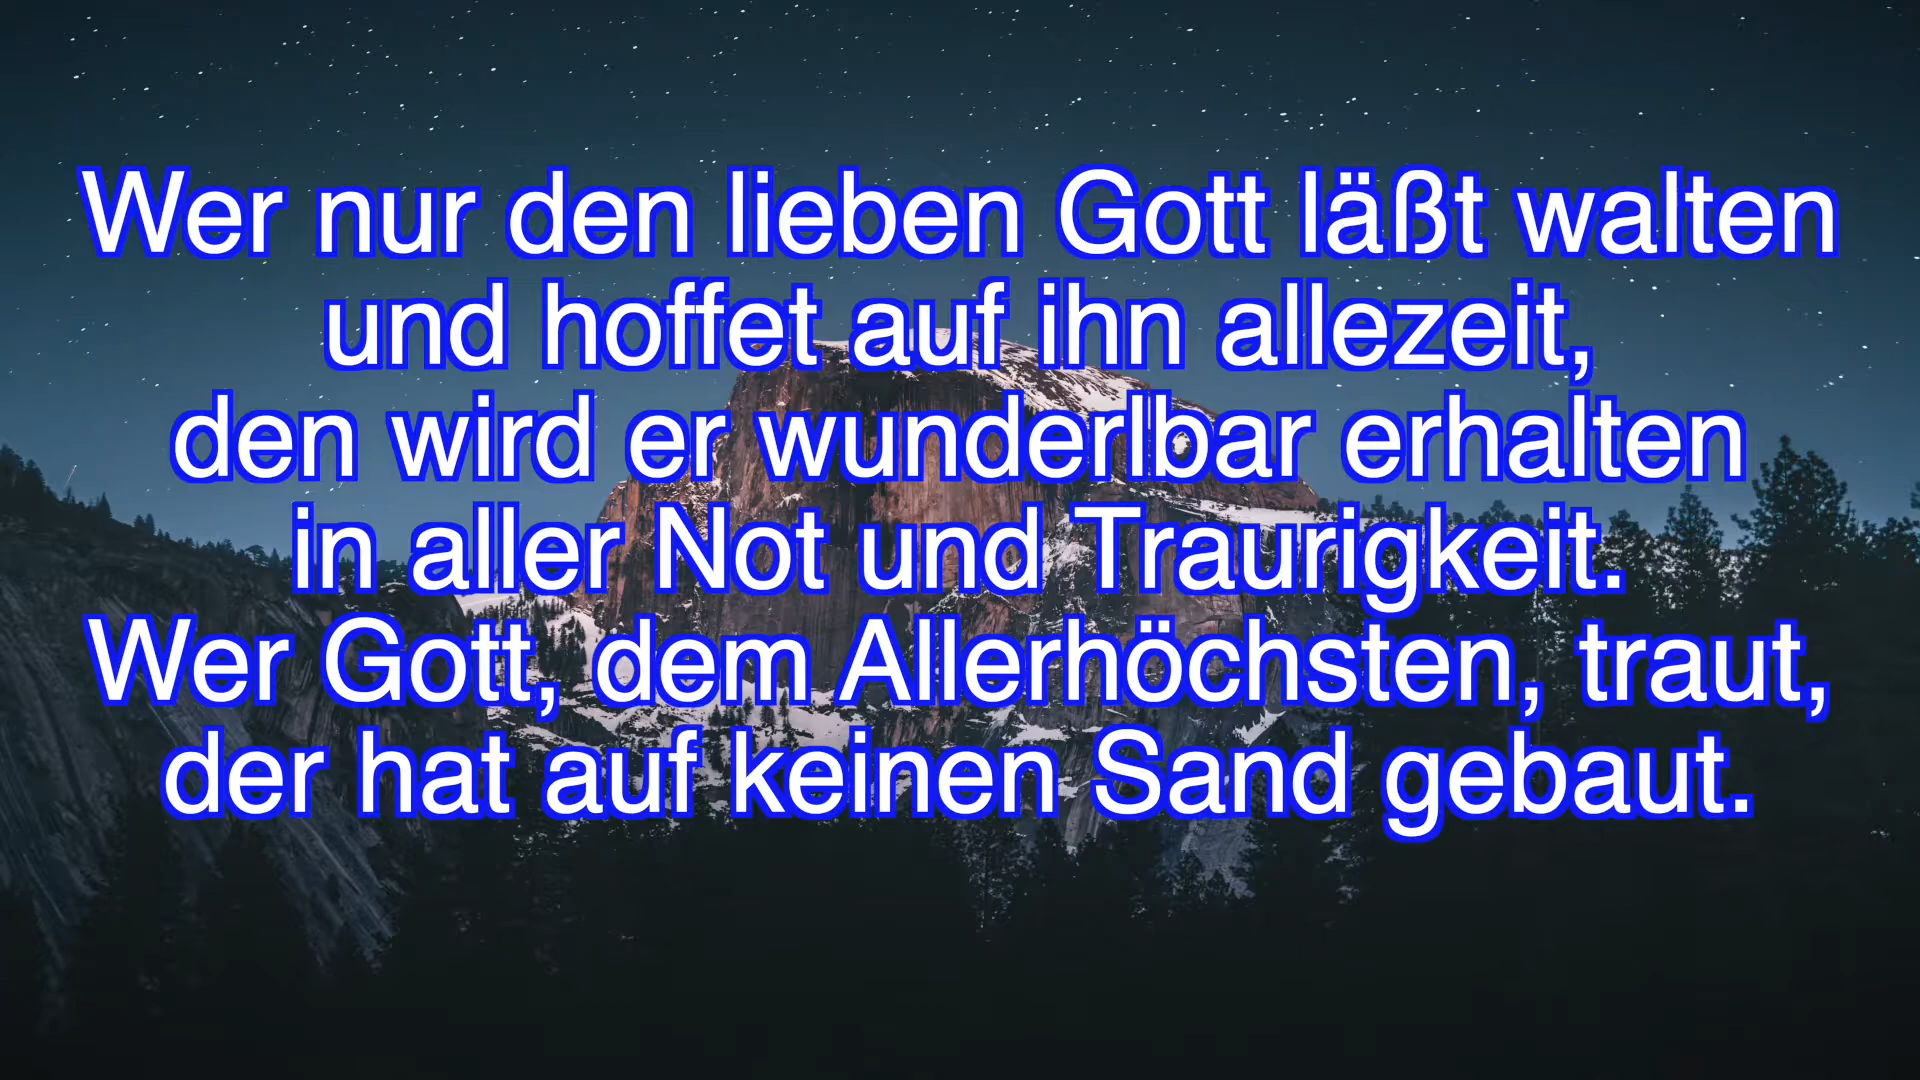 Wer nur den lieben Gott läßt walten
und hoffet auf ihn allezeit,
den wird er wunderlbar erhalten
in aller Not und Traurigkeit.
Wer Gott, dem Allerhöchsten, traut,
der hat auf keinen Sand gebaut.